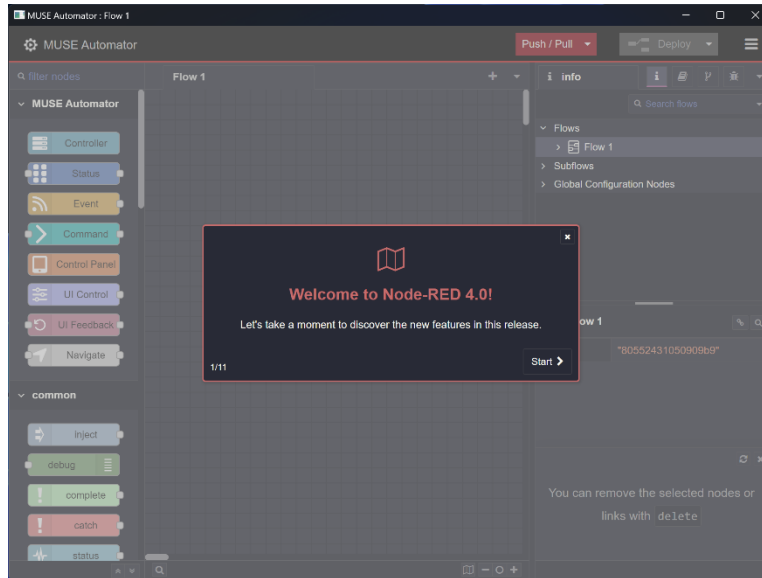 MUSE Automator : Flow 1
MUSE Automator
Push / Pull
Deploy
filter nodes
Flow 1
i info
Search flows
MUSE Automator
Controller
Status
Event
Command
Control Panel
UI Control
UI Feedback
Navigate
common
inject
debug
complete
catch
status
Flows
Flow 1
Subflows
Global Configuration Nodes
Welcome to Node-RED 4.0!
Let's take a moment to discover the new features in this release.
1/11
Start
ow 1
"80552431050909b9"
You can remove the selected nodes or
links with delete